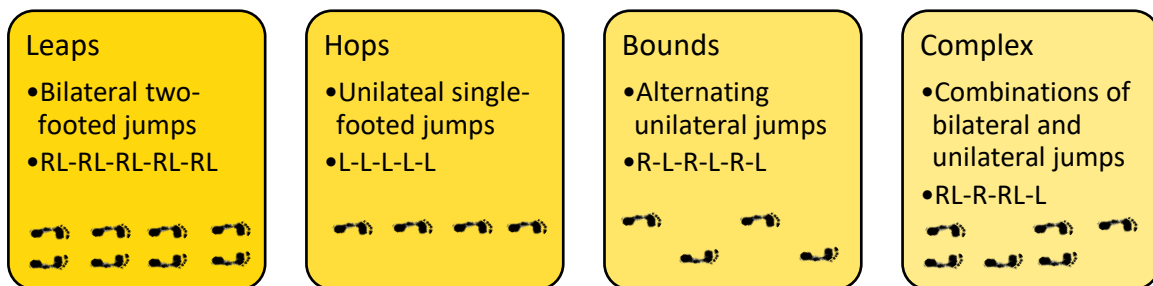 Leaps
•Bilateral two-
footed jumps
•RL-RL-RL-RL-RL
Hops
•Unilateal single-
footed jumps
•L-L-L-L-L
Bounds
•Alternating
unilateral jumps
•R-L-R-L-R-L
Complex
•Combinations of
bilateral and
unilateral jumps
•RL-R-RL-L